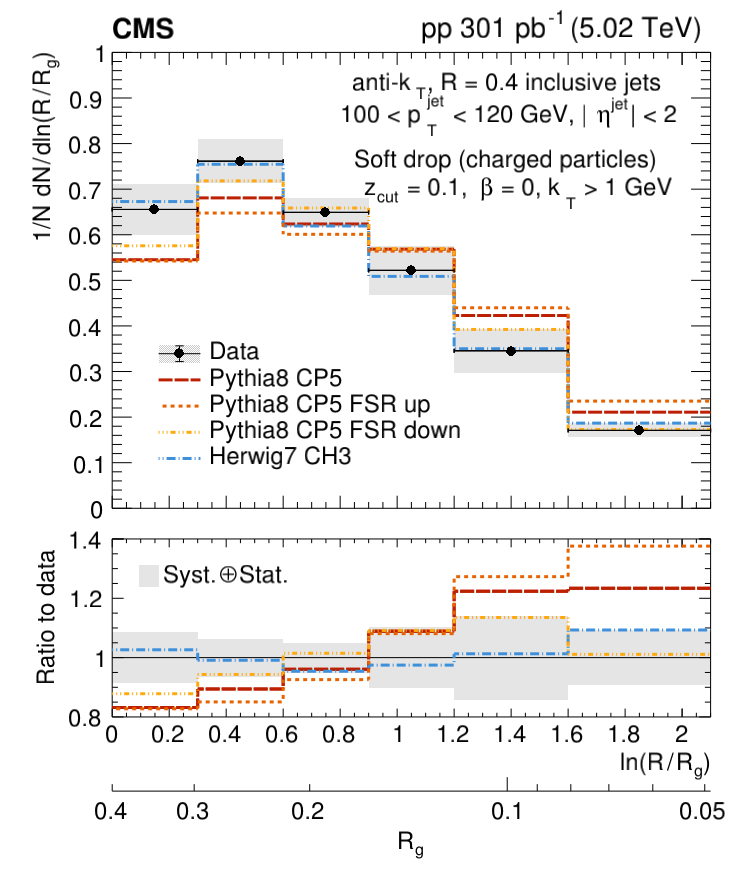 CMS pp 301 pb⁻¹ (5.02 TeV)
1/N dN/dln(R/R_g)
1
0.9
0.8
0.7
0.6
0.5
0.4
0.3
0.2
0.1
0
anti-k_T, R = 0.4 inclusive jets
100 < p_T^jet < 120 GeV, | η^jet| < 2
Soft drop (charged particles)
z_cut = 0.1, β = 0, k_T > 1 GeV
Data
Pythia8 CP5
Pythia8 CP5 FSR up
Pythia8 CP5 FSR down
Herwig7 CH3
Ratio to data
1.4
1.2
1
0.8
Syst.⊕Stat.
0 0.2 0.4 0.6 0.8 1 1.2 1.4 1.6 1.8 2
ln(R/R_g)
0.4 0.3 0.2 0.1 0.05
R_g